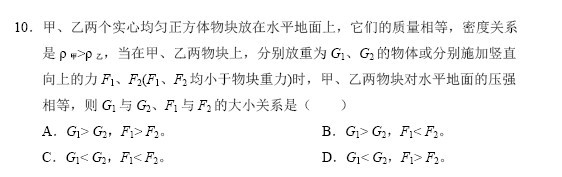 10．甲、乙两个实心均匀正方体物块放在水平地面上，它们的质量相等，密度关系
是 ρ甲>ρ乙，当在甲、乙两物块上，分别放重为 G₁、G₂的物体或分别施加竖直
向上的力 F₁、F₂(F₁、F₂均小于物块重力)时，甲、乙两物块对水平地面的压强
相等，则 G₁与 G₂、F₁与 F₂的大小关系是（　　）
A．G₁> G₂，F₁> F₂。　B．G₁> G₂，F₁< F₂。
C．G₁< G₂，F₁< F₂。　D．G₁< G₂，F₁> F₂。